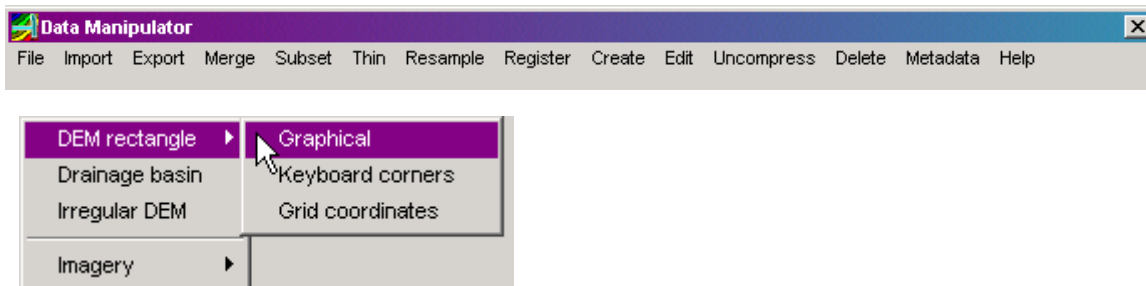 Data Manipulator
File Import Export Merge Subset Thin Resample Register Create Edit Uncompress Delete Metadata Help
DEM rectangle Graphical
Drainage basin Keyboard corners
Irregular DEM Grid coordinates
Imagery